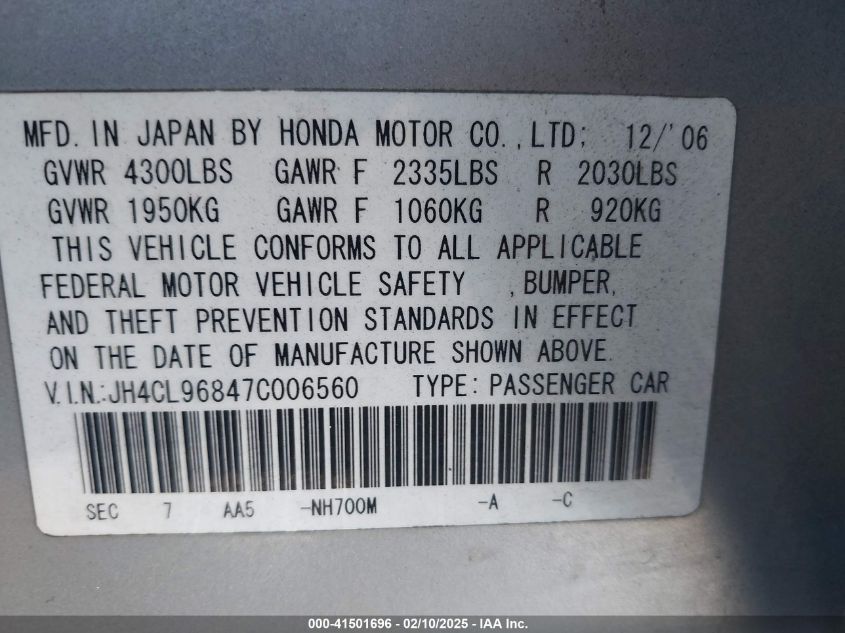 MFD. IN JAPAN BY HONDA MOTOR CO.,LTD; 12/'06
GVWR 4300LBS GAWR F 2335LBS R 2030LBS
GVWR 1950KG GAWR F 1060KG R 920KG
THIS VEHICLE CONFORMS TO ALL APPLICABLE
FEDERAL MOTOR VEHICLE SAFETY ,BUMPER,
AND THEFT PREVENTION STANDARDS IN EFFECT
ON THE DATE OF MANUFACTURE SHOWN ABOVE.
V.I.N.:JH4CL96847C006560 TYPE: PASSENGER CAR
SEC 7 AA5 -NH700M -A -C
000-41501696 - 02/10/2025 - IAA Inc.